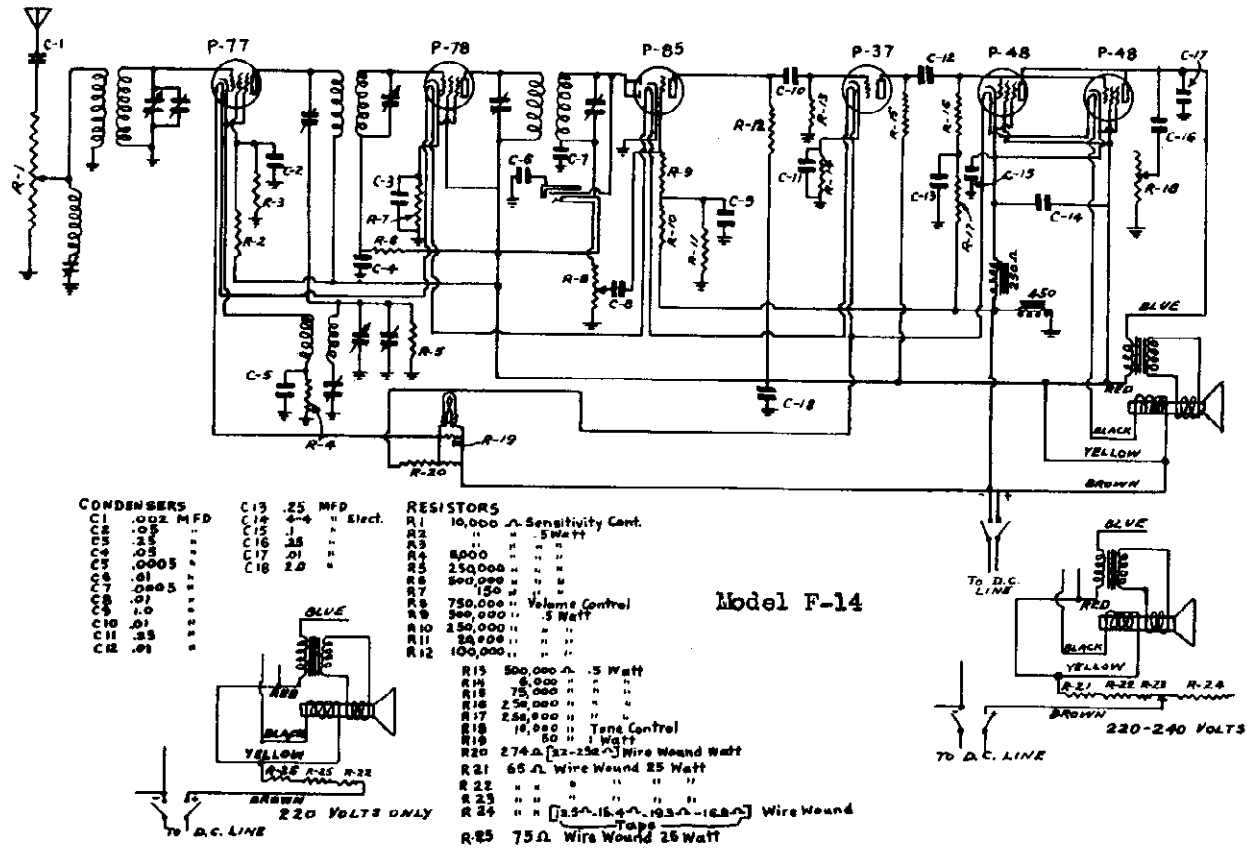 P-77
P-78
P-85
P-37
P-48
P-48
C-1
C-10
C-12
C-17
R-1
C-2
R-3
R-2
C-3
R-7
R-6
C-4
C-6
C-7
R-9
R-10
C-9
R-11
R-8
C-8
R-12
R-13
C-11
R-15
R-16
C-13
R-17
C-15
C-14
C-16
R-18
250Ω
450
BLUE
R-5
C-5
R-4
R-19
R-20
C-18
RED
BLACK
YELLOW
BROWN
- +
TO D.C.
LINE
CONDENSERS
C1 .002 MFD
C2 .05 "
C3 .25 "
C4 .05 "
C5 .0005 "
C6 .01 "
C7 .0005 "
C8 .01 "
C9 1.0 "
C10 .01 "
C11 .25 "
C12 .01 "
C13 .25 MFD
C14 4-4 " Elect.
C15 .1 "
C16 .25 "
C17 .01 "
C18 2.0 "
RESISTORS
R1 10,000 Ω Sensitivity Cont.
R2 " " .5 Watt
R3 " " " "
R4 " " "
R5 250,000 " " "
R6 500,000 " " "
R7 150 " " "
R8 750,000 " Volume Control
R9 500,000 " .5 Watt
R10 250,000 " " "
R11 " " "
R12 100,000 " " "
R13 500,000 Ω .5 Watt
R14 6,000 " " "
R15 75,000 " " "
R16 250,000 " " "
R17 250,000 " " "
R18 10,000 " Tone Control
R19 50 " 1 Watt
R20 274Ω Wire Wound Watt
R21 65 Ω Wire Wound 25 Watt
R22 " " " " " "
R23 " " " " " "
R24 " " Wire Wound
Taps
R-25 75Ω Wire Wound 25 Watt
Model F-14
BLUE
RED
BLACK
YELLOW
R-25
R-22
BROWN
- +
220 VOLTS ONLY
TO D.C. LINE
BLUE
RED
BLACK
YELLOW
R-21 R-22 R-23 R-24
BROWN
- +
220-240 VOLTS
TO D.C. LINE